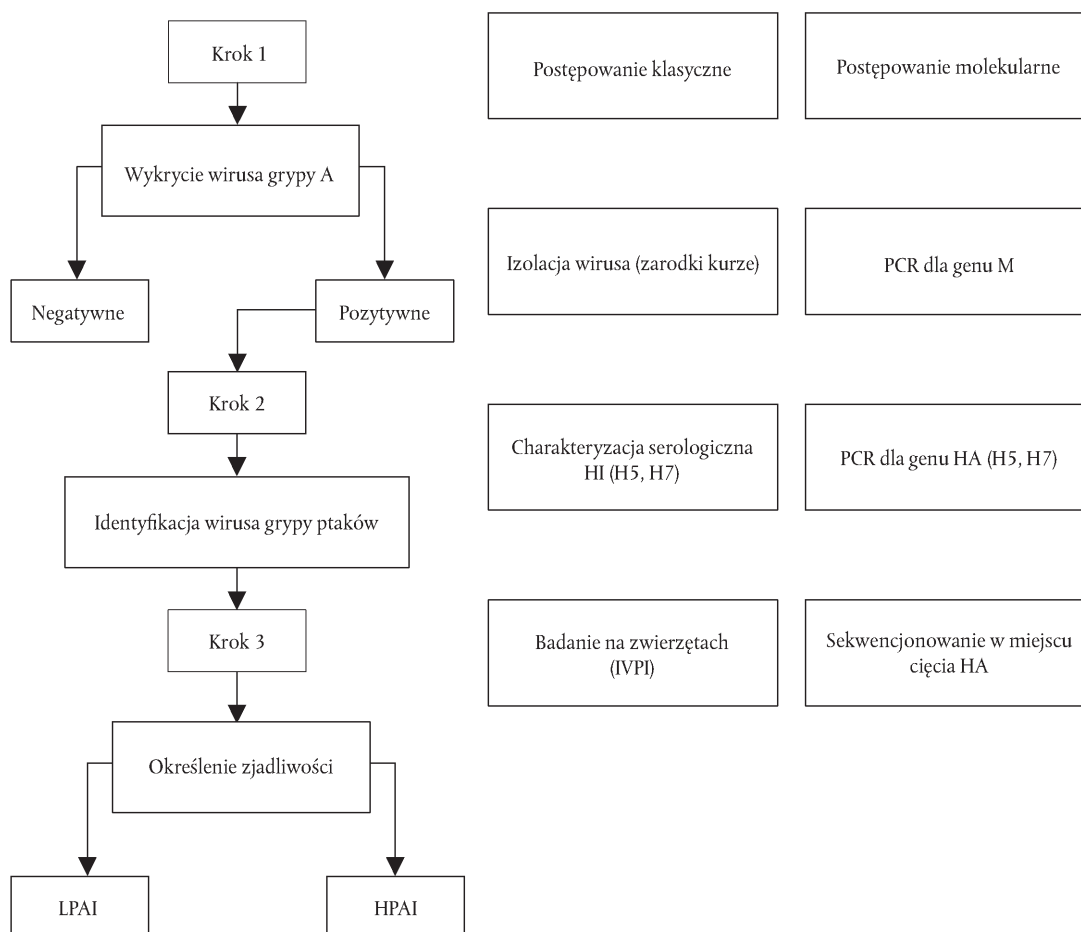 Krok 1
Wykrycie wirusa grypy A
Negatywne
Pozytywne
Krok 2
Identyfikacja wirusa grypy ptaków
Krok 3
Określenie zjadliwości
LPAI
HPAI
Postępowanie klasyczne
Postępowanie molekularne
Izolacja wirusa (zarodki kurze)
PCR dla genu M
Charakteryzacja serologiczna
HI (H5, H7)
PCR dla genu HA (H5, H7)
Badanie na zwierzętach
(IVPI)
Sekwencjonowanie w miejscu
cięcia HA